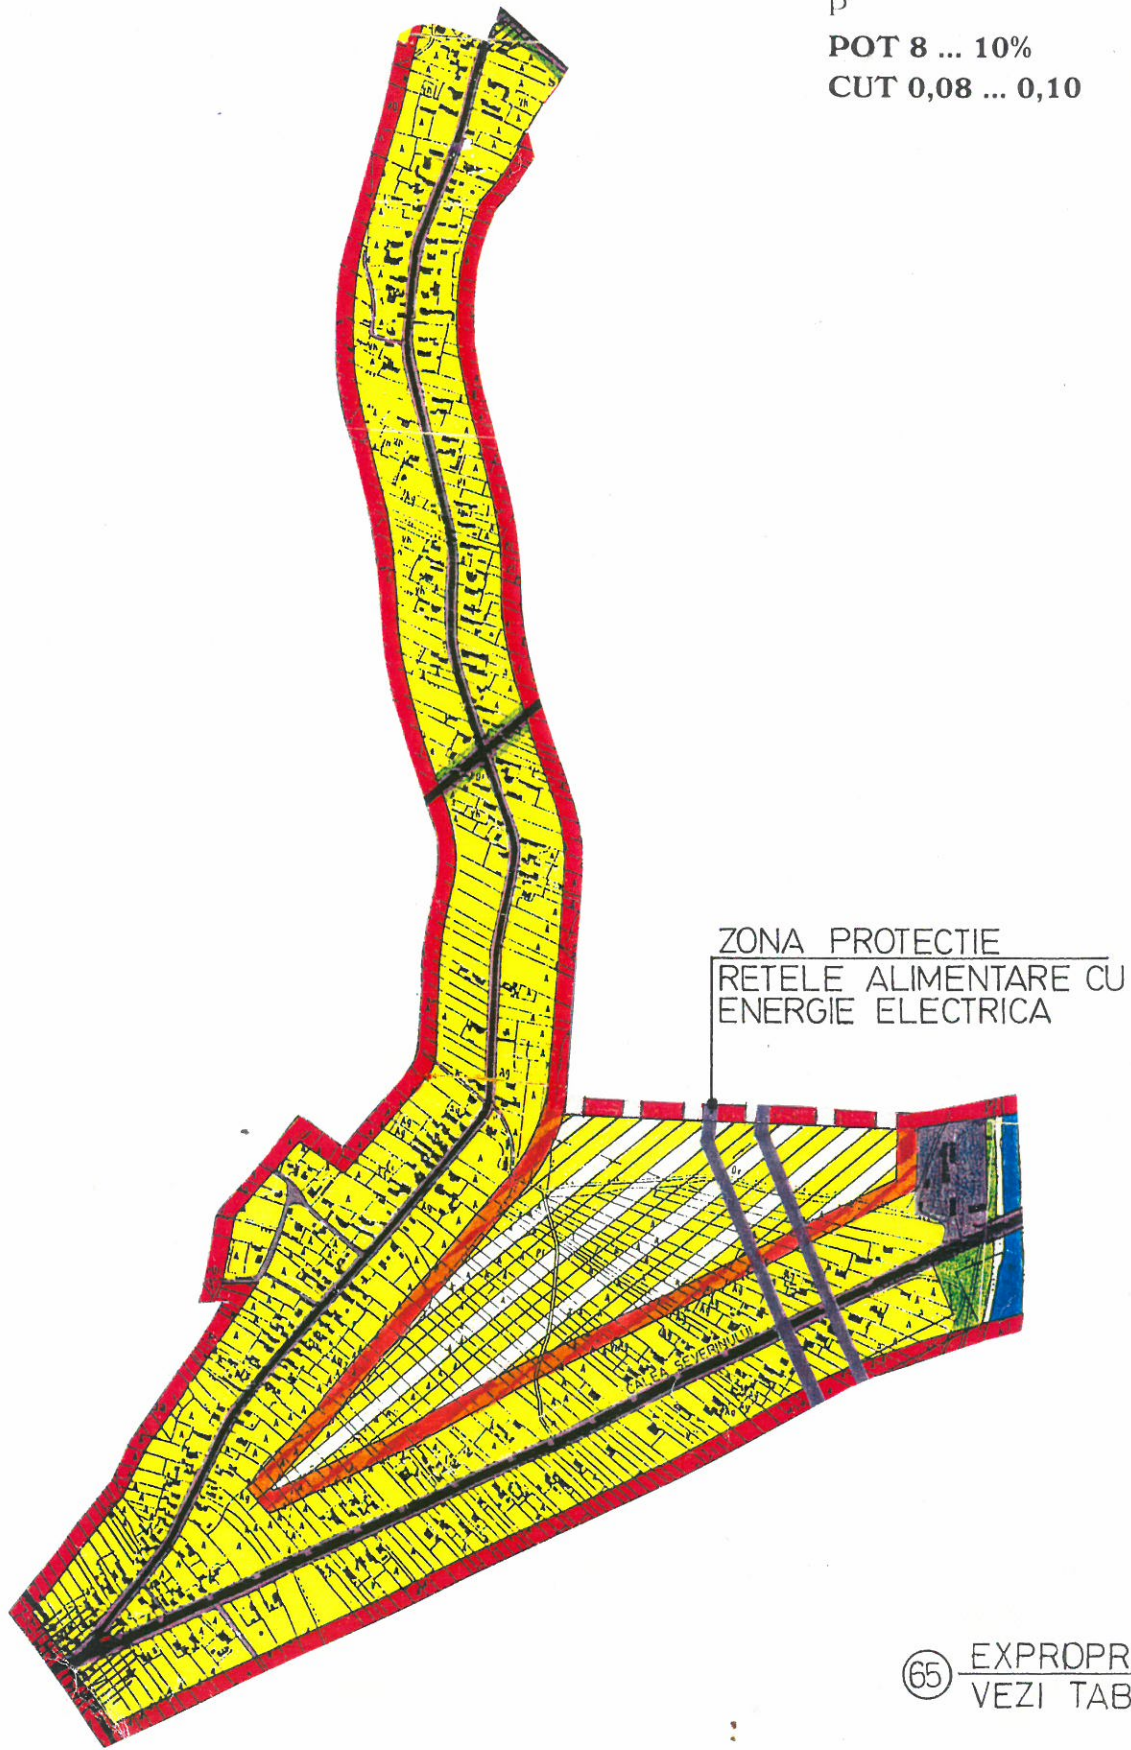 P
POT 8 ... 10%
CUT 0,08 ... 0,10
ZONA PROTECTIE
RETELE ALIMENTARE CU
ENERGIE ELECTRICA
CALEA SEVERINULUI
65 EXPROPR
VEZI TAB